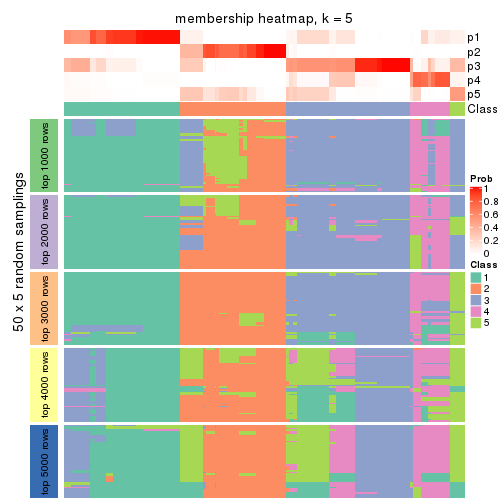 membership heatmap, k = 5
p1
p2
p3
p4
p5
Class
50 x 5 random samplings
top 1000 rows
top 2000 rows
top 3000 rows
top 4000 rows
top 5000 rows
Prob
1
0.8
0.6
0.4
0.2
0
Class
1
2
3
4
5